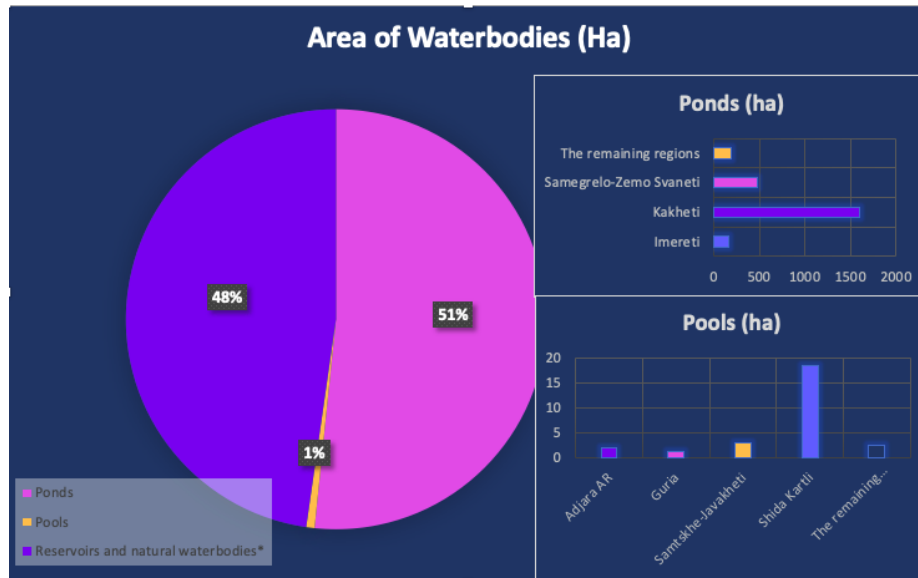 Area of Waterbodies (Ha)
48%
51%
1%
Ponds
Pools
Reservoirs and natural waterbodies*
Ponds (ha)
The remaining regions
Samegrelo-Zemo Svaneti
Kakheti
Imereti
0 500 1000 1500 2000
Pools (ha)
20
15
10
5
0
Adjara AR
Guria
Samtskhe-Javakheti
Shida Kartli
The remaining...